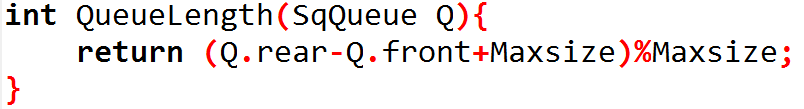 int QueueLength(SqQueue Q){
    return (Q.rear-Q.front+Maxsize)%Maxsize;
}